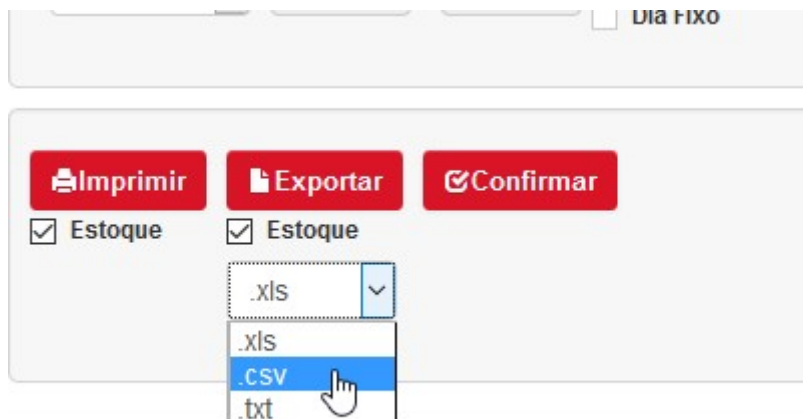 Dia Fixo
Imprimir Exportar Confirmar
Estoque Estoque
.xls
.xls
.csv
.txt